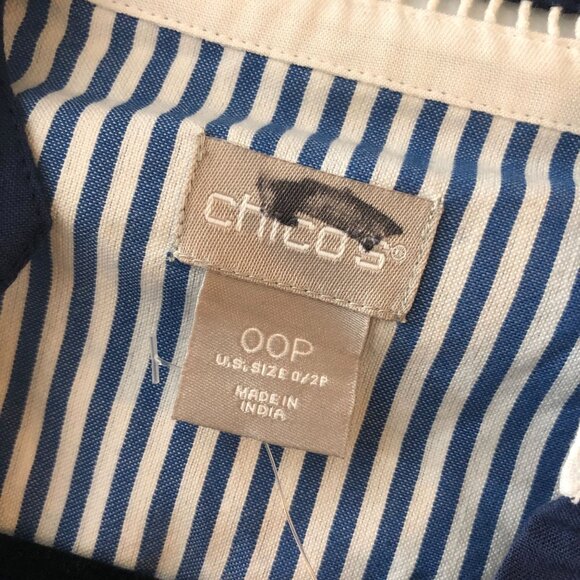 chico's®
00P
U.S. SIZE 0/2P
MADE IN
INDIA